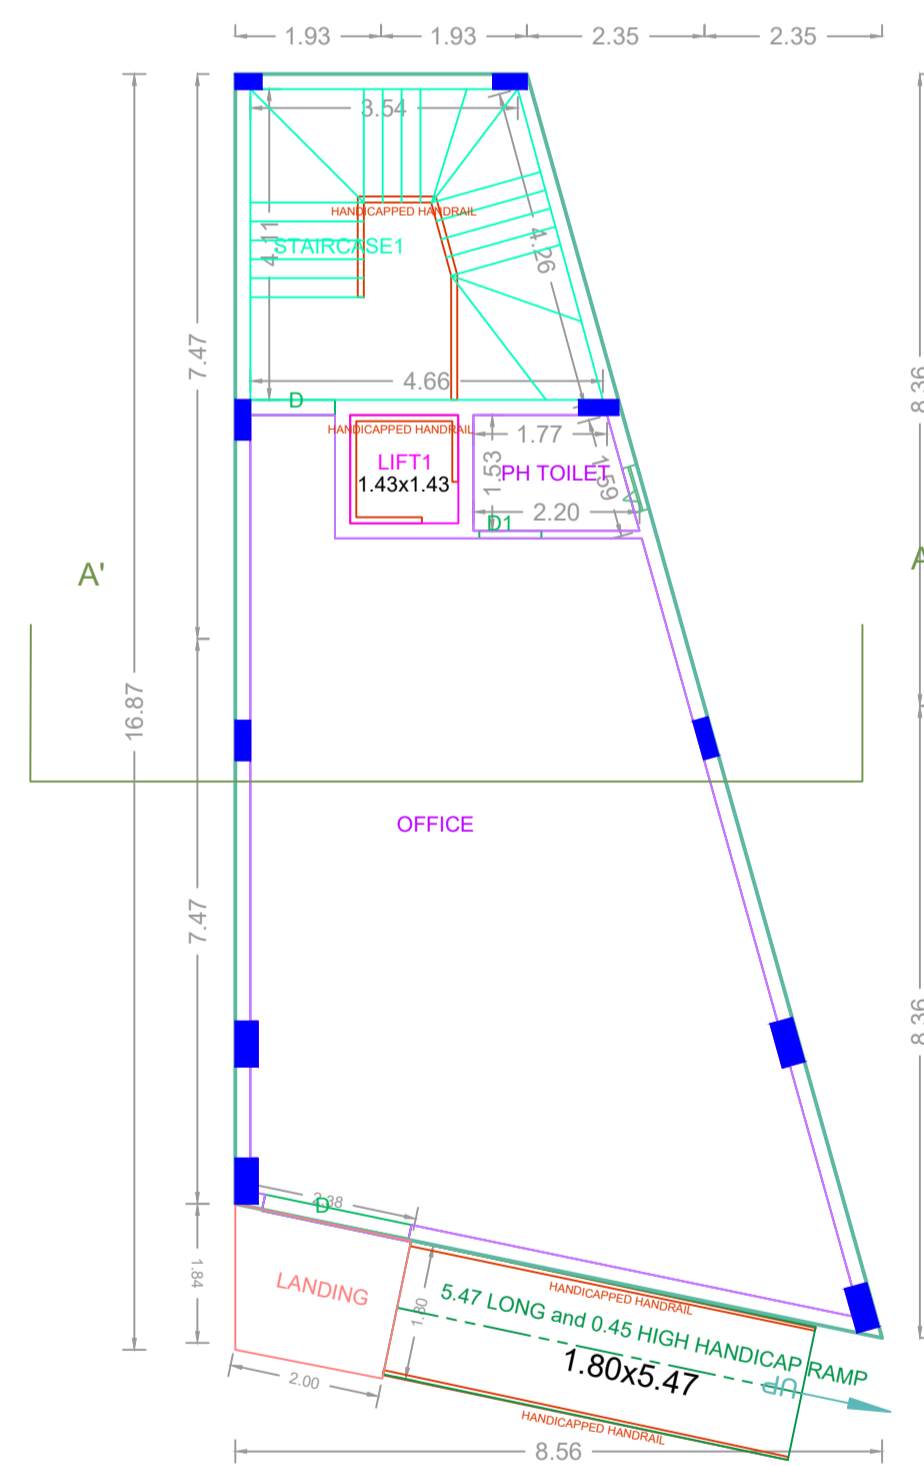 1.93
1.93
2.35
2.35
3.54
HANDICAPPED HANDRAIL
STAIRCASE1
4.11
4.26
7.47
8.36
4.66
D
HANDICAPPED HANDRAIL
LIFT1
1.43x1.43
1.77
1.53
PH TOILET
1.59
V
2.20
D1
A'
A
16.87
OFFICE
7.47
8.36
2.38
D
1.84
LANDING
1.80
HANDICAPPED HANDRAIL
5.47 LONG and 0.45 HIGH HANDICAP RAMP
1.80x5.47
UP
2.00
HANDICAPPED HANDRAIL
8.56